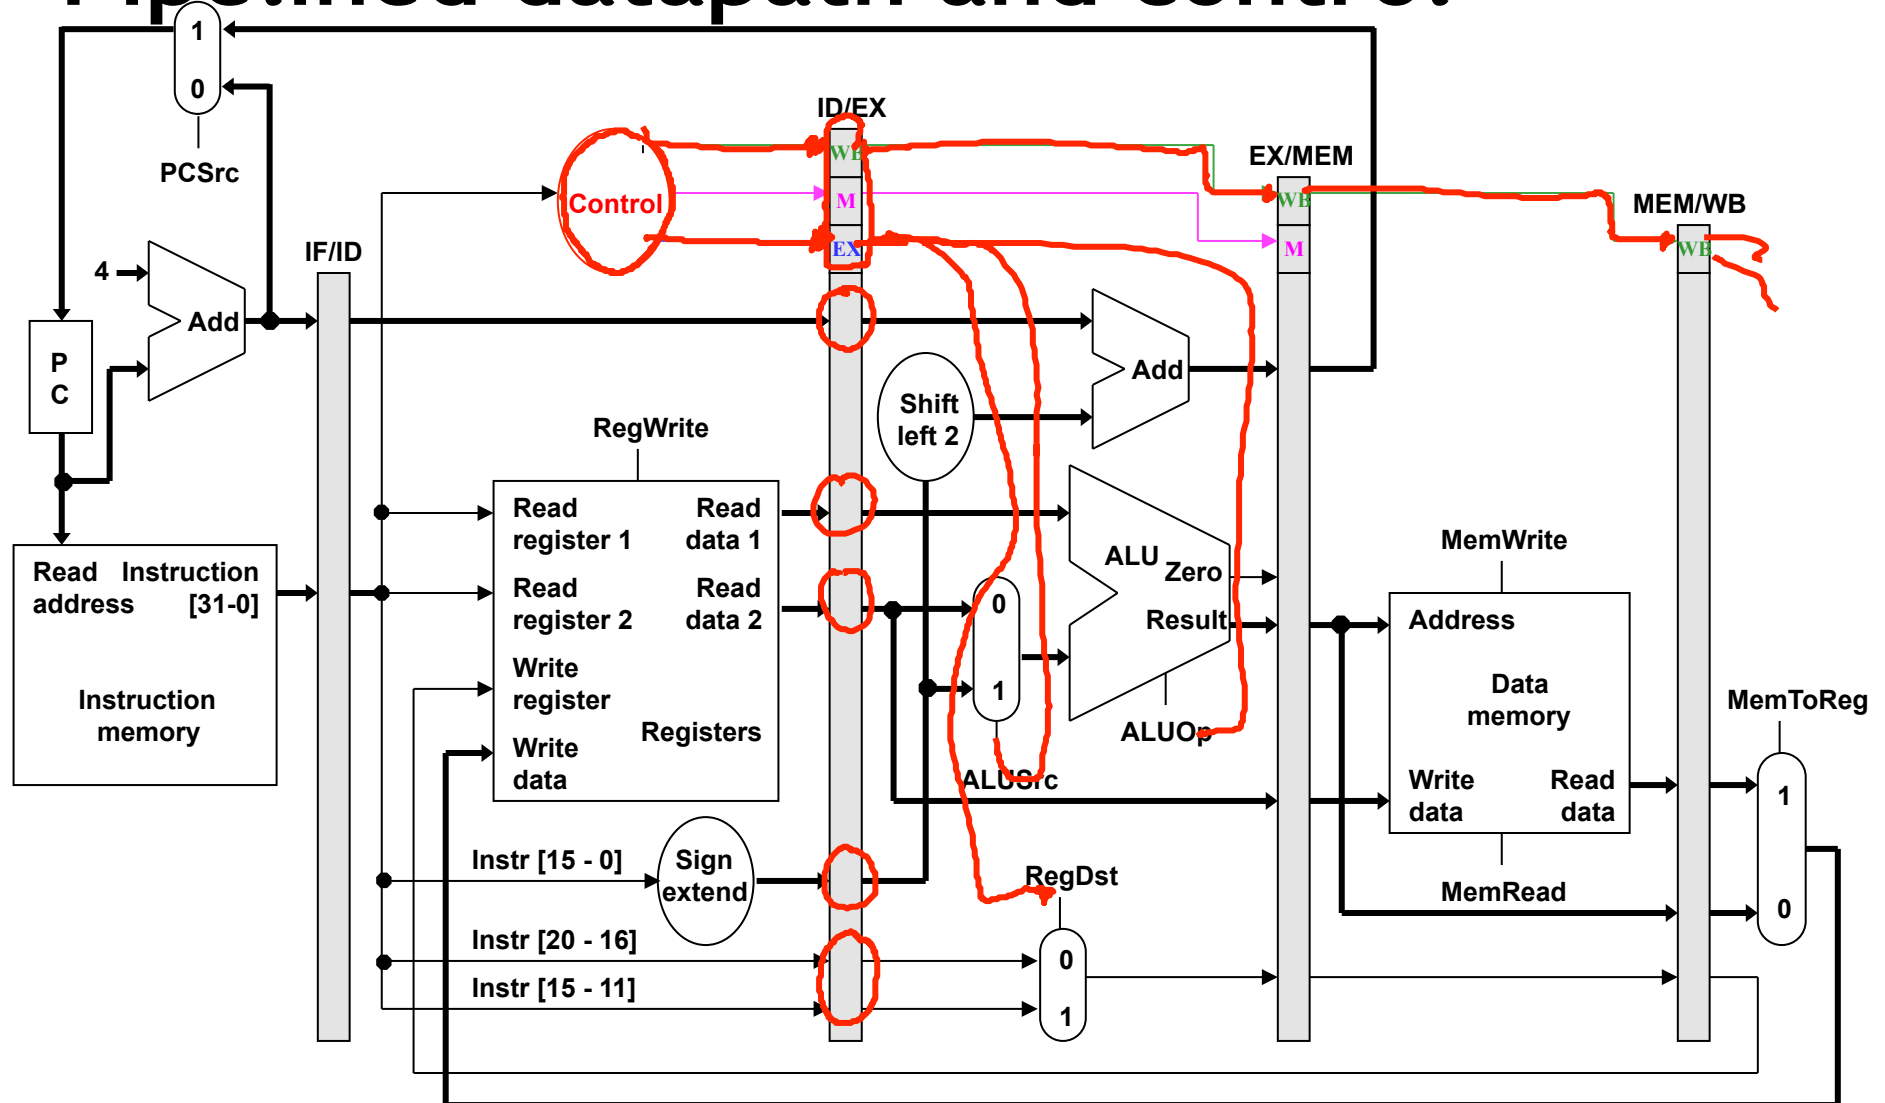 Pipelined datapath and control
1
0
PCSrc
ID/EX
WB
M
EX
Control
EX/MEM
WB
M
MEM/WB
WB
IF/ID
4
Add
P
C
Add
Shift
left 2
RegWrite
Read
register 1
Read
data 1
Read
register 2
Read
data 2
Write
register
Write
data
Registers
Read
address
Instruction
[31-0]
Instruction
memory
0
1
ALU
Zero
Result
ALUOp
ALUSrc
MemWrite
Address
Data
memory
Write
data
Read
data
MemRead
MemToReg
1
0
Instr [15 - 0]
Sign
extend
Instr [20 - 16]
Instr [15 - 11]
RegDst
0
1